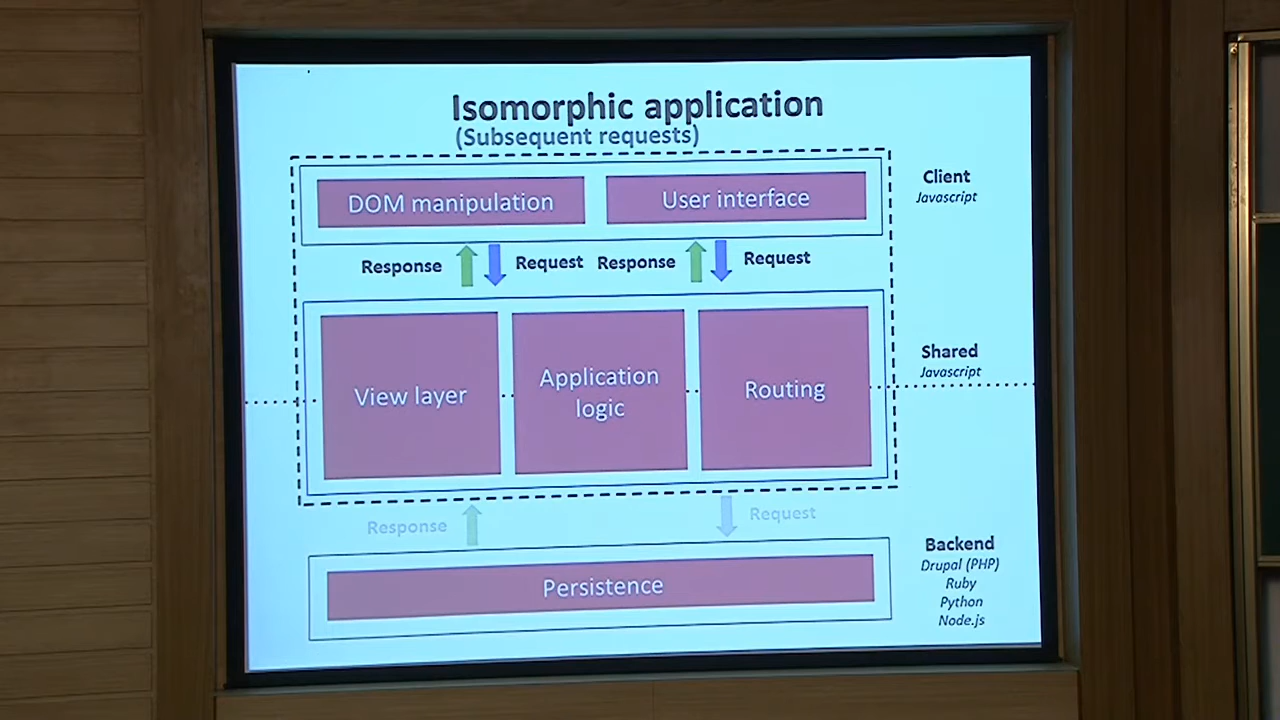 Isomorphic application
(Subsequent requests)
DOM manipulation
User interface
Client
Javascript
Response
Request
Response
Request
View layer
Application
logic
Routing
Shared
Javascript
Response
Request
Persistence
Backend
Drupal (PHP)
Ruby
Python
Node.js